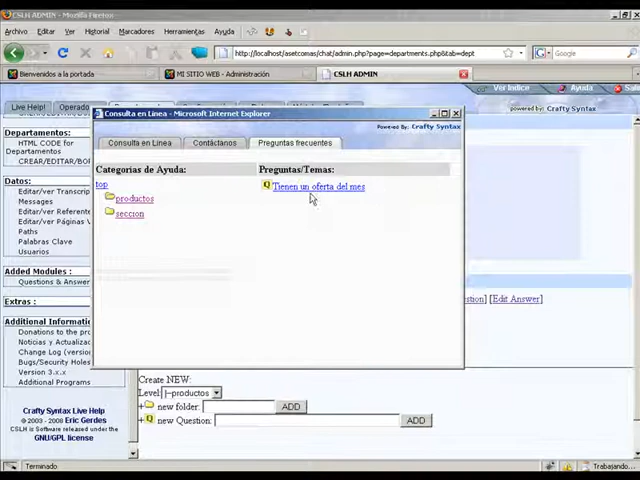 CSLH ADMIN - Mozilla Firefox
Archivo Editar Ver Historial Marcadores Herramientas Ayuda
http://localhost/asetcomas/chat/admin.php?page=departments.php&tab=dept
Google
Bienvenidos a la portada
MI SITIO WEB - Administración
CSLH ADMIN
Ver Indice
Ayuda
Live Help!
Operado
powered by: Crafty Syntax
Departamentos:
HTML CODE for
Departamentos
CREAR/EDITAR/BO
Datos:
Editar/ver Transcrip
Messages
Editar/ver Referente
Editar/ver Páginas V
Paths
Palabras Clave
Usuarios
Added Modules :
Questions & Answer
Extras :
Additional Informati
Donations to the pro
Noticias y Actualizac
Change Log (version
Bugs/Security Holes
Version 3.x.x
Additional Programs
Crafty Syntax Live Help
© 2003 - 2008 Eric Gerdes
CSLH is Software released under the
GNU/GPL license
Consulta en Linea - Microsoft Internet Explorer
Powered By: Crafty Syntax
Consulta en Linea
Contáctanos
Preguntas frecuentes
Categorias de Ayuda:
top
productos
seccion
Preguntas/Temas:
Q Tienen un oferta del mes
stion] [Edit Answer]
Create NEW:
Level: }--productos
+ new folder: ADD
+ Q new Question: ADD
Terminado
Trabajando...